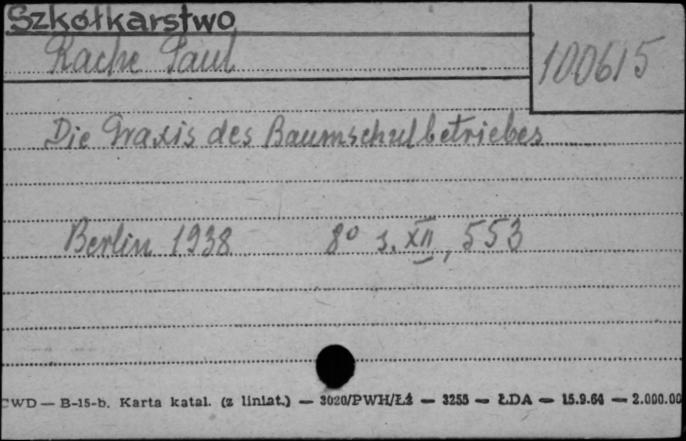 Szkółkarstwo
Kache Paul
100615
Die Praxis des Baumschulbetriebes
Berlin 1938 8° s. XII, 553
CWD — B-15-b. Karta katal. (z liniat.) — 3020/PWH/Łż — 3255 — ŁDA — 15.9.64 — 2.000.00